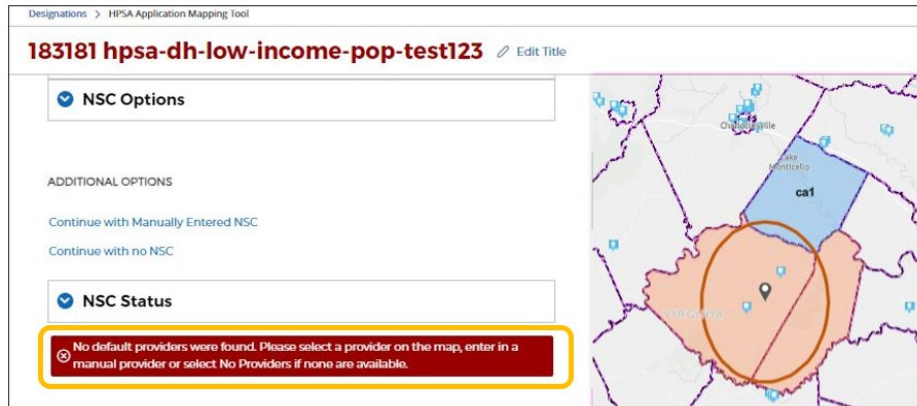 Designations > HPSA Application Mapping Tool
183181 hpsa-dh-low-income-pop-test123 Edit Title
NSC Options
ADDITIONAL OPTIONS
Continue with Manually Entered NSC
Continue with no NSC
NSC Status
No default providers were found. Please select a provider on the map, enter in a
manual provider or select No Providers if none are available.
Charlottesville
Lake
Monticello
ca1
VIRGINIA